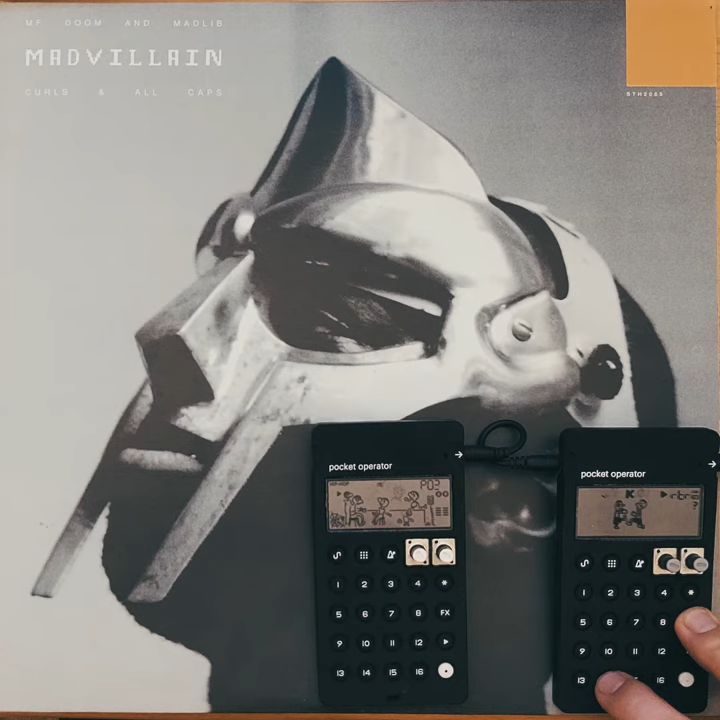 MF DOOM AND MADLIB
MADVILLAIN
CURLS & ALL CAPS
pocket operator
HIP-HOP
1 2 3 4
5 6 7 8 FX
9 10 11 12
13 14 15 16
pocket operator
1 2 3 4
5 6 7 8
9 10 11 12
13 16